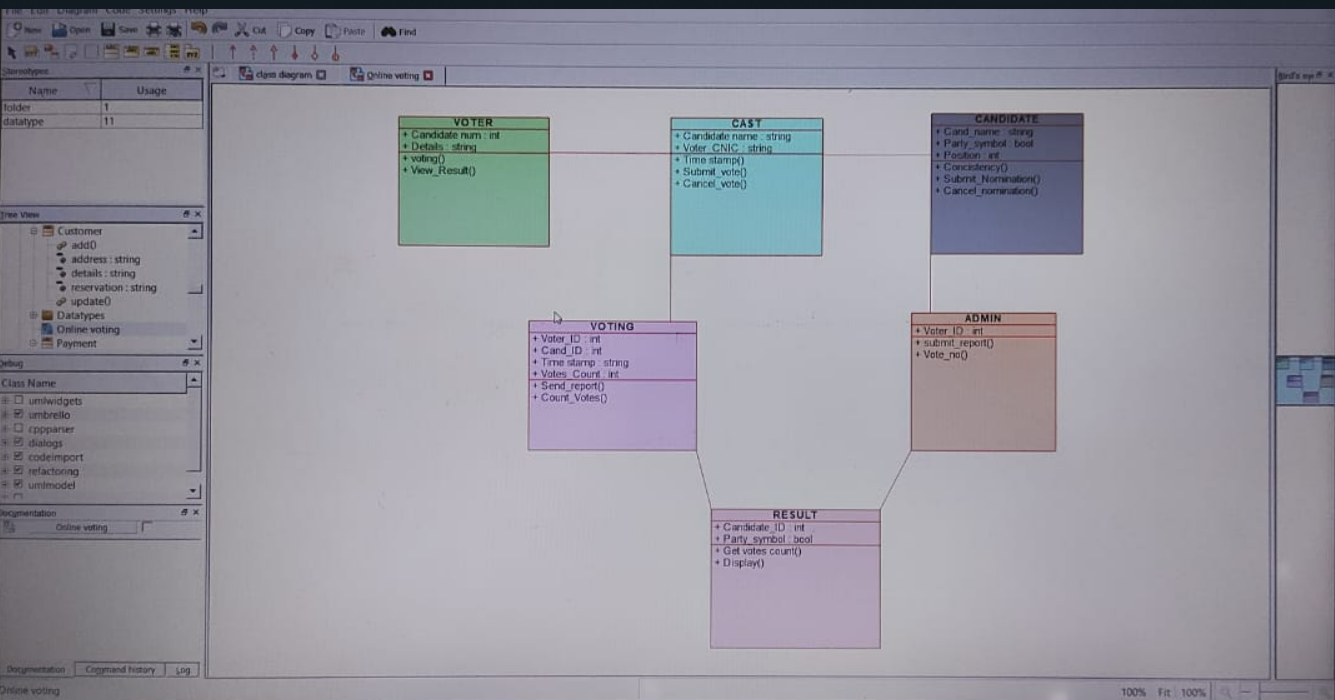 File Edit Diagram Code Settings Help
New Open Save Cut Copy Paste Find
Stereotypes
class diagram Online voting
Bird's eye
Name Usage
folder 1
datatype 11
Tree View
Customer
add()
address : string
details : string
reservation : string
update()
Datatypes
Online voting
Payment
Debug
Class Name
umlwidgets
umbrello
cppparser
dialogs
codeimport
refactoring
umlmodel
Documentation
Online voting
Documentation Command history Log
Online voting
VOTER
+ Candidate num : int
+ Details : string
+ voting()
+ View_Result()
CAST
+ Candidate name : string
+ Voter_CNIC : string
+ Time stamp()
+ Submit_vote()
+ Cancel_vote()
CANDIDATE
+ Cand_name : string
+ Party_symbol : bool
+ Position : int
+ Concistency()
+ Submit_Nomination()
+ Cancel_nomination()
VOTING
+ Voter_ID : int
+ Cand_ID : int
+ Time stamp : string
+ Votes_Count : int
+ Send_report()
+ Count_Votes()
ADMIN
+ Voter_ID : int
+ submit_report()
+ Vote_no()
RESULT
+ Candidate_ID : int
+ Party_symbol : bool
+ Get votes count()
+ Display()
100% Fit 100%